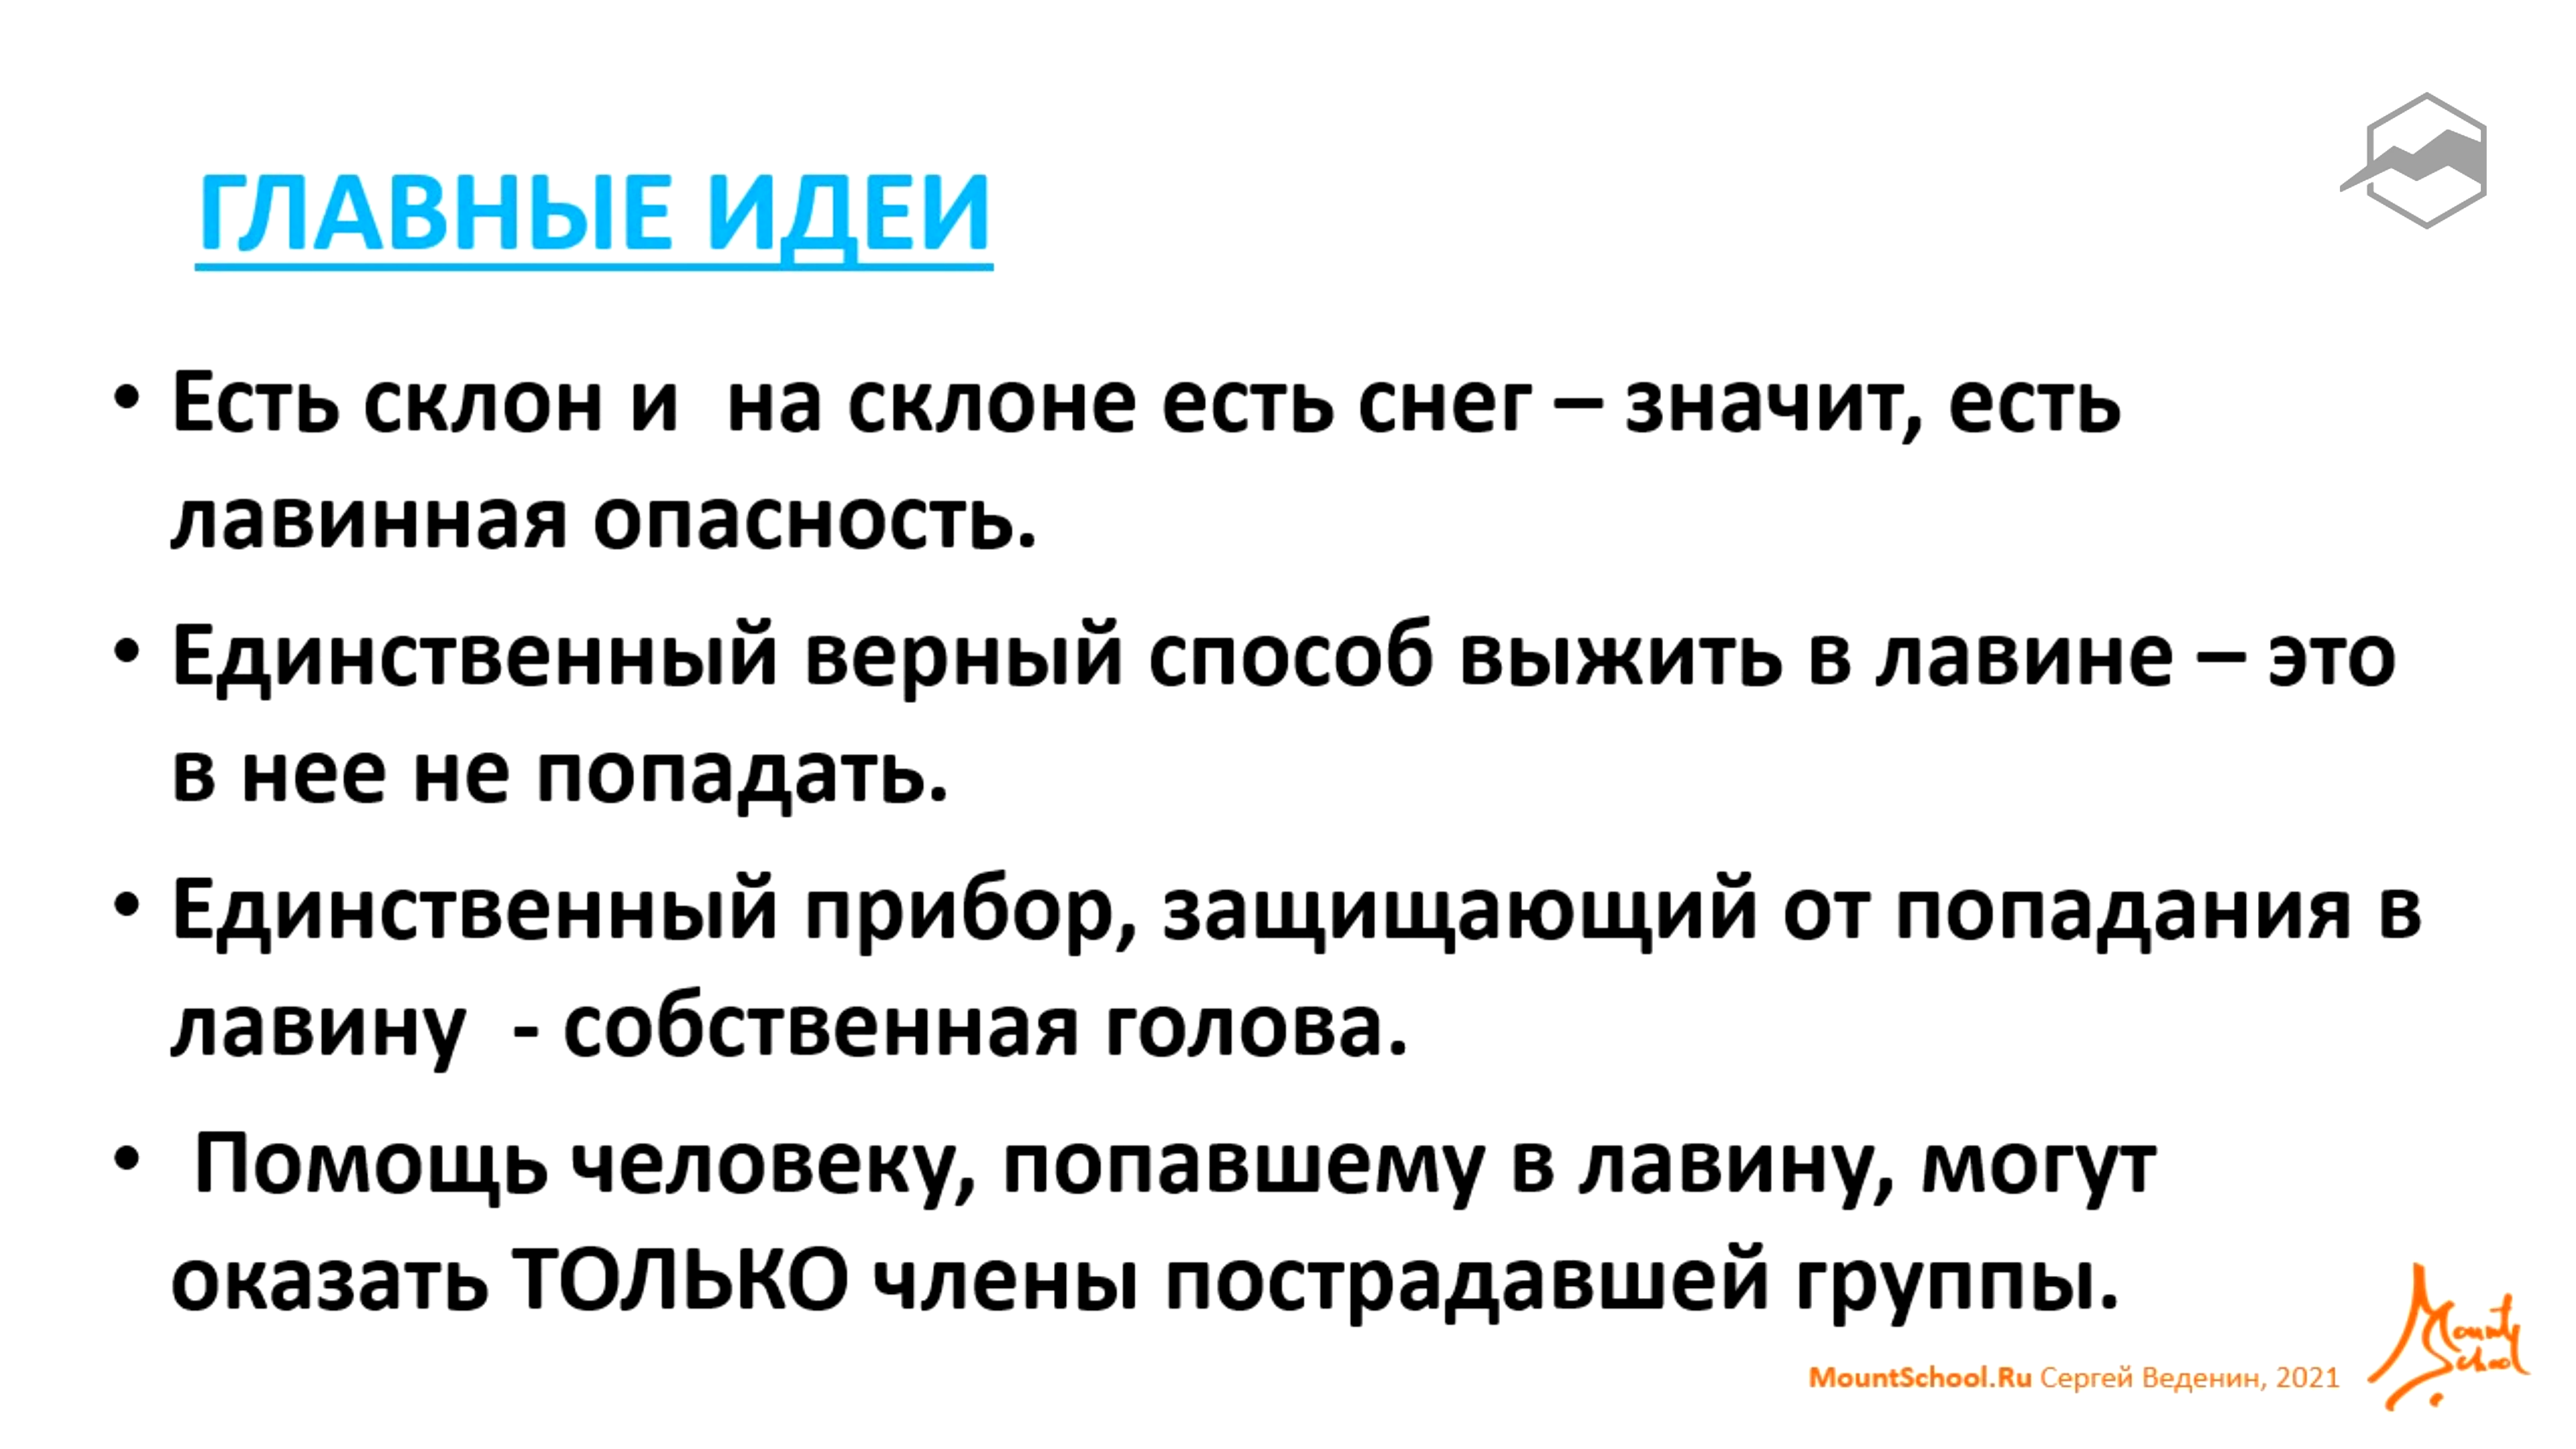 ГЛАВНЫЕ ИДЕИ
• Есть склон и  на склоне есть снег – значит, есть
лавинная опасность.
• Единственный верный способ выжить в лавине – это
в нее не попадать.
• Единственный прибор, защищающий от попадания в
лавину  - собственная голова.
•  Помощь человеку, попавшему в лавину, могут
оказать ТОЛЬКО члены пострадавшей группы.
MountSchool.Ru Сергей Веденин, 2021
Mount
School